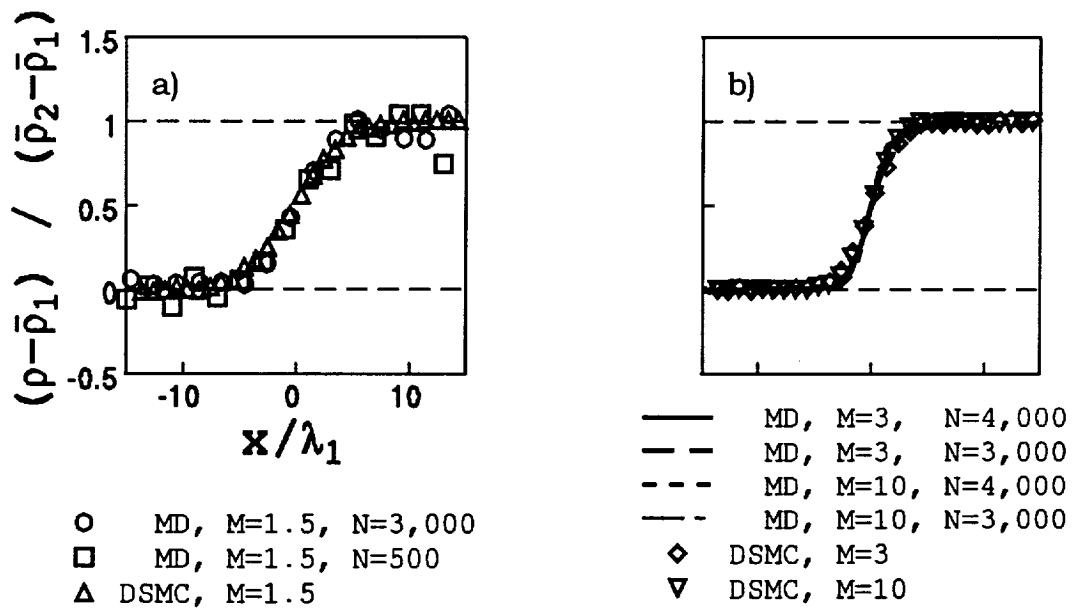 (ρ−ρ̄₁) / (ρ̄₂−ρ̄₁)
1.5
1
0.5
0
-0.5
a)
-10 0 10
x/λ₁
MD, M=1.5, N=3,000
MD, M=1.5, N=500
DSMC, M=1.5
b)
MD, M=3, N=4,000
MD, M=3, N=3,000
MD, M=10, N=4,000
MD, M=10, N=3,000
DSMC, M=3
DSMC, M=10